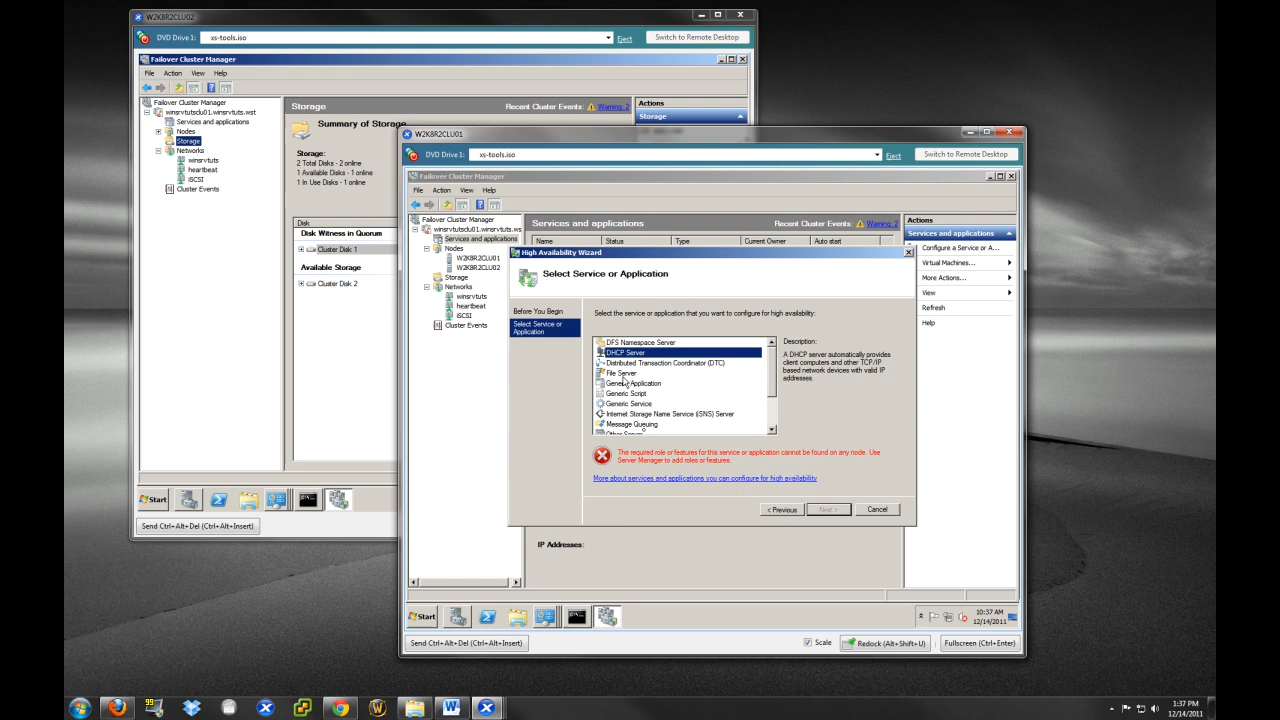 W2K8R2CLU02
DVD Drive 1:
xs-tools.iso
Eject
Switch to Remote Desktop
Failover Cluster Manager
File Action View Help
Failover Cluster Manager
winsrvtutsclu01.winsrvtuts.wst
Services and applications
Nodes
Storage
Networks
winsrvtuts
heartbeat
iSCSI
Cluster Events
Storage
Recent Cluster Events:
Warning: 2
Summary of Storage
Storage:
2 Total Disks - 2 online
1 Available Disks - 1 online
1 In Use Disks - 1 online
Disk
Disk Witness in Quorum
Cluster Disk 1
Available Storage
Cluster Disk 2
Actions
Storage
Start
Send Ctrl+Alt+Del (Ctrl+Alt+Insert)
W2K8R2CLU01
DVD Drive 1:
xs-tools.iso
Eject
Switch to Remote Desktop
Failover Cluster Manager
File Action View Help
Failover Cluster Manager
winsrvtutsclu01.winsrvtuts.ws
Services and applications
Nodes
W2K8R2CLU01
W2K8R2CLU02
Storage
Networks
winsrvtuts
heartbeat
iSCSI
Cluster Events
Services and applications
Recent Cluster Events:
Warning: 2
Name Status Type Current Owner Auto start
Actions
Services and applications
Configure a Service or A...
Virtual Machines...
More Actions...
View
Refresh
Help
High Availability Wizard
Select Service or Application
Before You Begin
Select Service or
Application
Select the service or application that you want to configure for high availability:
DFS Namespace Server
DHCP Server
Distributed Transaction Coordinator (DTC)
File Server
Generic Application
Generic Script
Generic Service
Internet Storage Name Service (iSNS) Server
Message Queuing
Other Server
Description:
A DHCP server automatically provides
client computers and other TCP/IP
based network devices with valid IP
addresses.
The required role or features for this service or application cannot be found on any node. Use
Server Manager to add roles or features.
More about services and applications you can configure for high availability
< Previous
Next >
Cancel
IP Addresses:
Start
10:37 AM
12/14/2011
Send Ctrl+Alt+Del (Ctrl+Alt+Insert)
Scale
Redock (Alt+Shift+U)
Fullscreen (Ctrl+Enter)
99
1:37 PM
12/14/2011